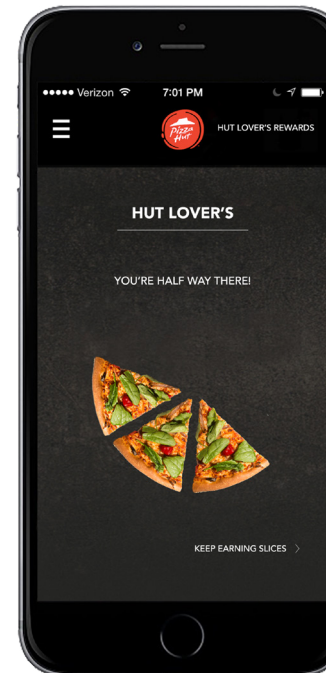 Verizon 7:01 PM
Pizza
Hut
HUT LOVER'S REWARDS
HUT LOVER'S
YOU'RE HALF WAY THERE!
KEEP EARNING SLICES